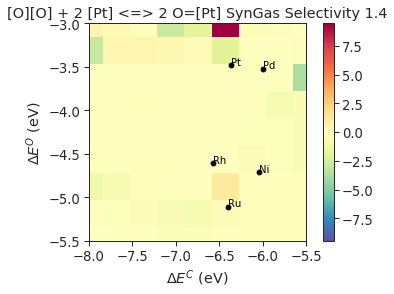 [O][O] + 2 [Pt] <=> 2 O=[Pt] SynGas Selectivity 1.4
−3.0
−3.5
−4.0
−4.5
−5.0
−5.5
ΔE^O (eV)
Pt
Pd
Rh
Ni
Ru
−8.0 −7.5 −7.0 −6.5 −6.0 −5.5
ΔE^C (eV)
7.5
5.0
2.5
0.0
−2.5
−5.0
−7.5